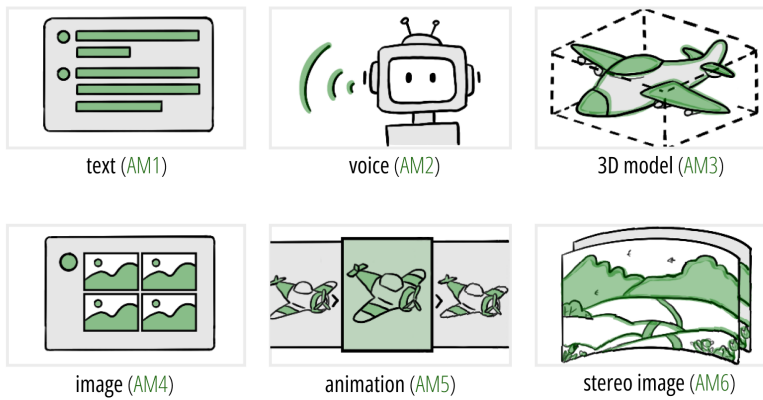 text (AM1)
voice (AM2)
3D model (AM3)
image (AM4)
animation (AM5)
stereo image (AM6)